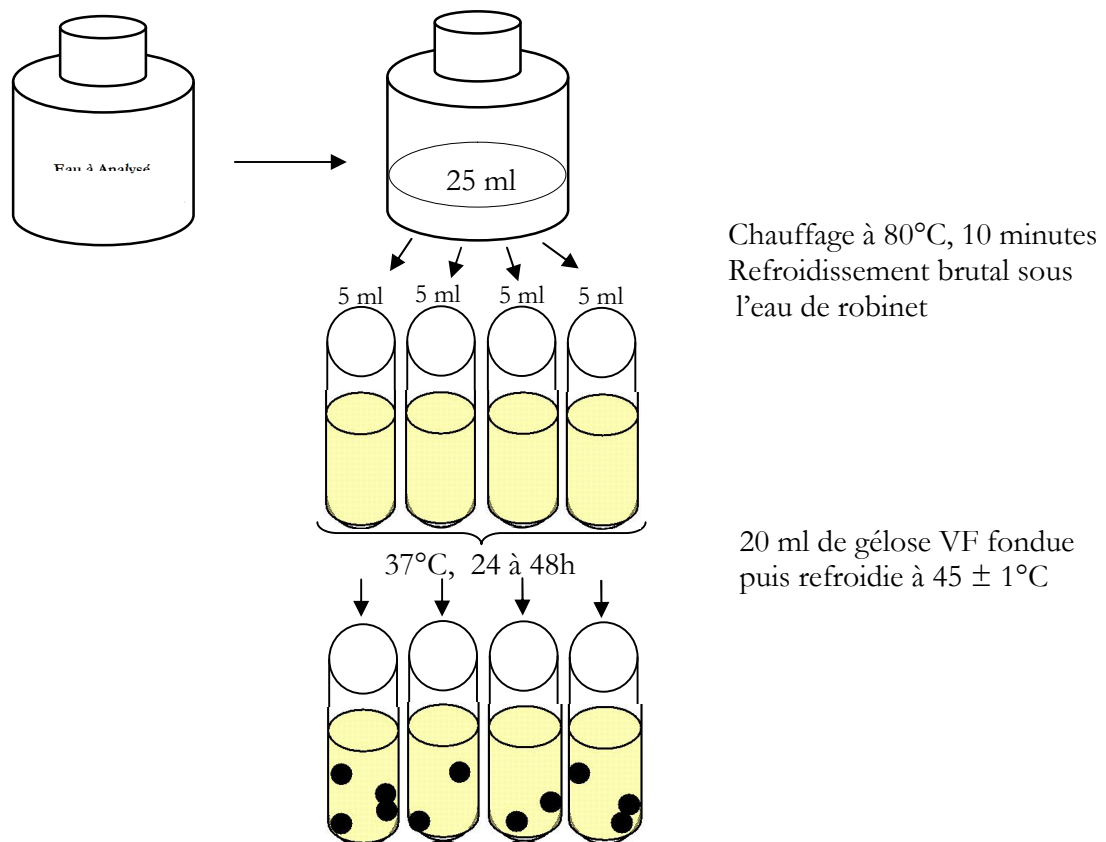 Eau à Analysé
25 ml
Chauffage à 80°C, 10 minutes
Refroidissement brutal sous
l'eau de robinet
5 ml
5 ml
5 ml
5 ml
37°C, 24 à 48h
20 ml de gélose VF fondue
puis refroidie à 45 ± 1°C